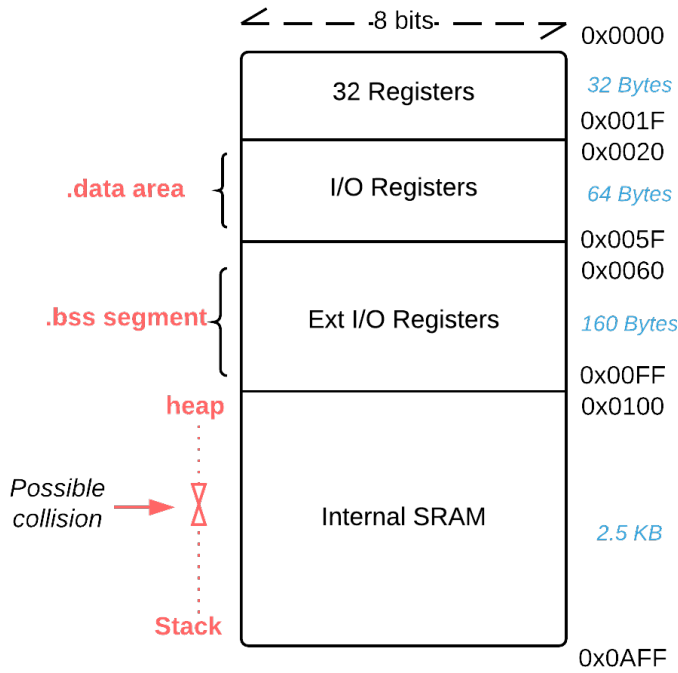 8 bits
0x0000
32 Registers
32 Bytes
0x001F
0x0020
.data area
I/O Registers
64 Bytes
0x005F
0x0060
.bss segment
Ext I/O Registers
160 Bytes
0x00FF
heap
0x0100
Possible
collision
Internal SRAM
2.5 KB
Stack
0x0AFF